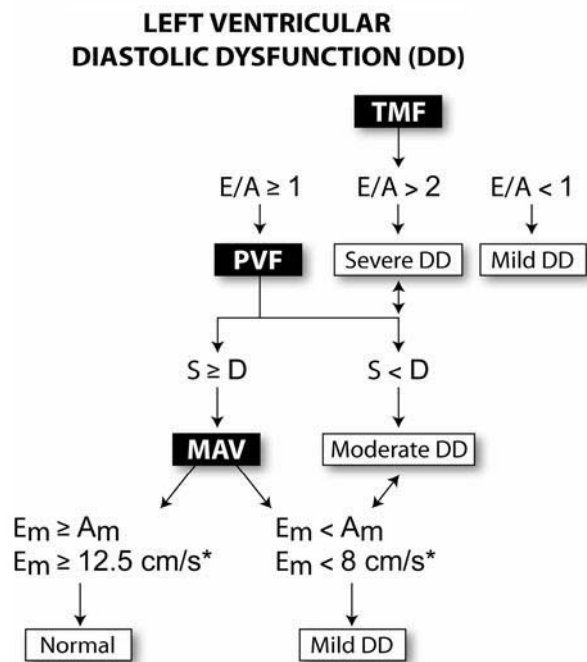 LEFT VENTRICULAR
DIASTOLIC DYSFUNCTION (DD)
TMF
E/A ≥ 1
E/A > 2
E/A < 1
PVF
Severe DD
Mild DD
S ≥ D
S < D
MAV
Moderate DD
Em ≥ Am
Em ≥ 12.5 cm/s*
Em < Am
Em < 8 cm/s*
Normal
Mild DD